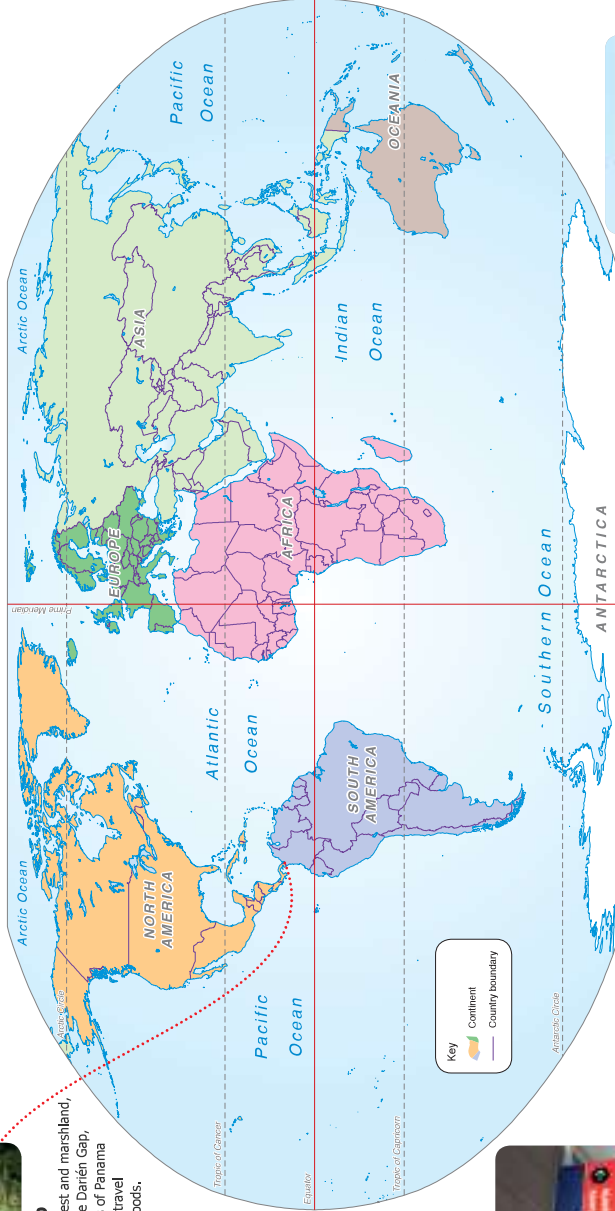 est and marshland,
e Darién Gap,
of Panama
travel
oods.
Arctic Ocean
Arctic Ocean
Arctic Circle
Prime Meridian
NORTH
AMERICA
EUROPE
ASIA
Pacific
Ocean
Atlantic
Ocean
Pacific
Ocean
Tropic of Cancer
AFRICA
Equator
Indian
Ocean
SOUTH
AMERICA
OCEANIA
Tropic of Capricorn
Key
Continent
Country boundary
Southern Ocean
Antarctic Circle
ANTARCTICA